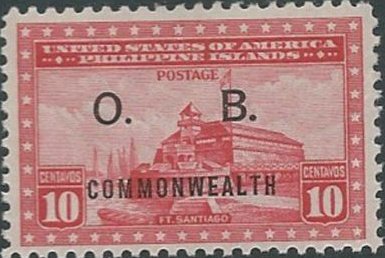 UNITED STATES OF AMERICA
PHILIPPINE ISLANDS
POSTAGE
O. B.
CENTAVOS CENTAVOS
10 COMMONWEALTH 10
FT. SANTIAGO